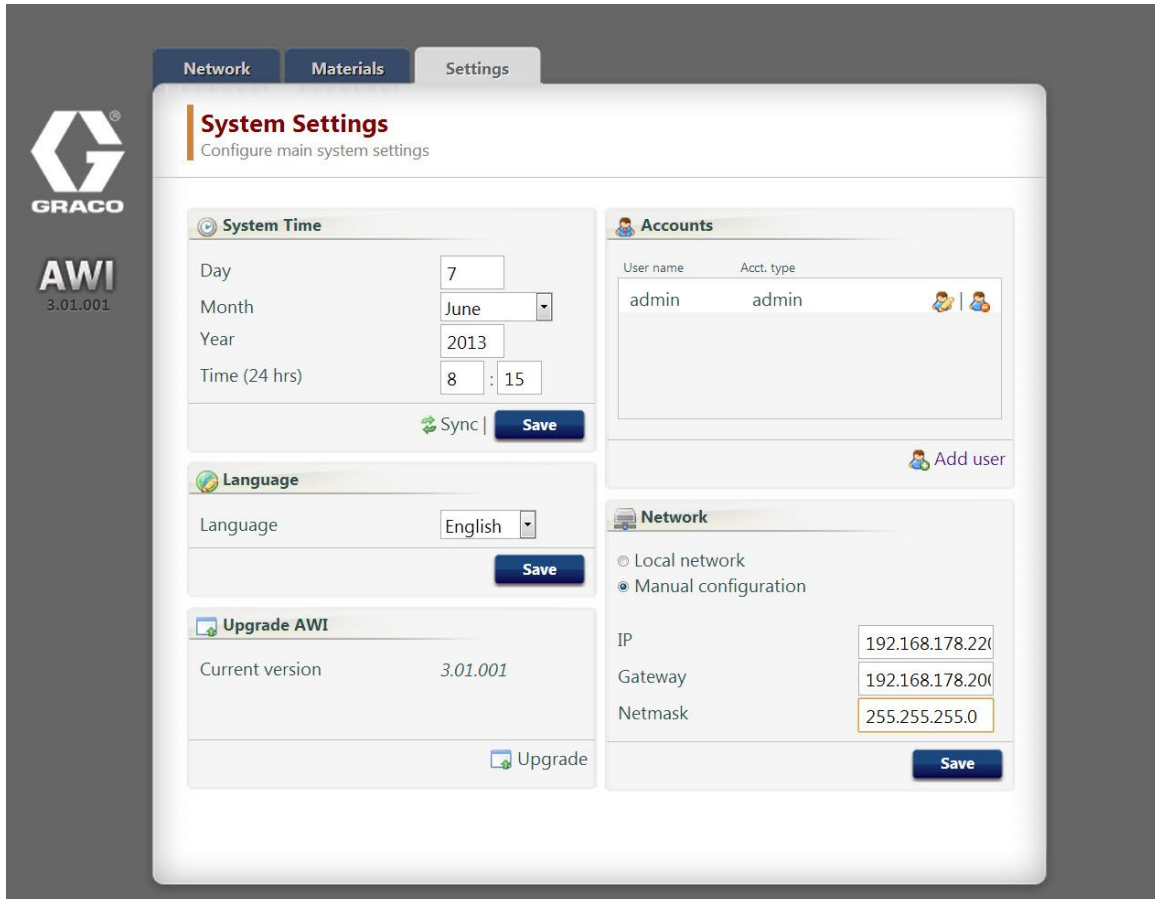 Network Materials Settings
System Settings
Configure main system settings
®
GRACO
AWI
3.01.001
System Time
Day 7
Month June
Year 2013
Time (24 hrs) 8 : 15
Sync | Save
Language
Language English
Save
Upgrade AWI
Current version 3.01.001
Upgrade
Accounts
User name Acct. type
admin admin |
Add user
Network
Local network
Manual configuration
IP 192.168.178.220
Gateway 192.168.178.200
Netmask 255.255.255.0
Save